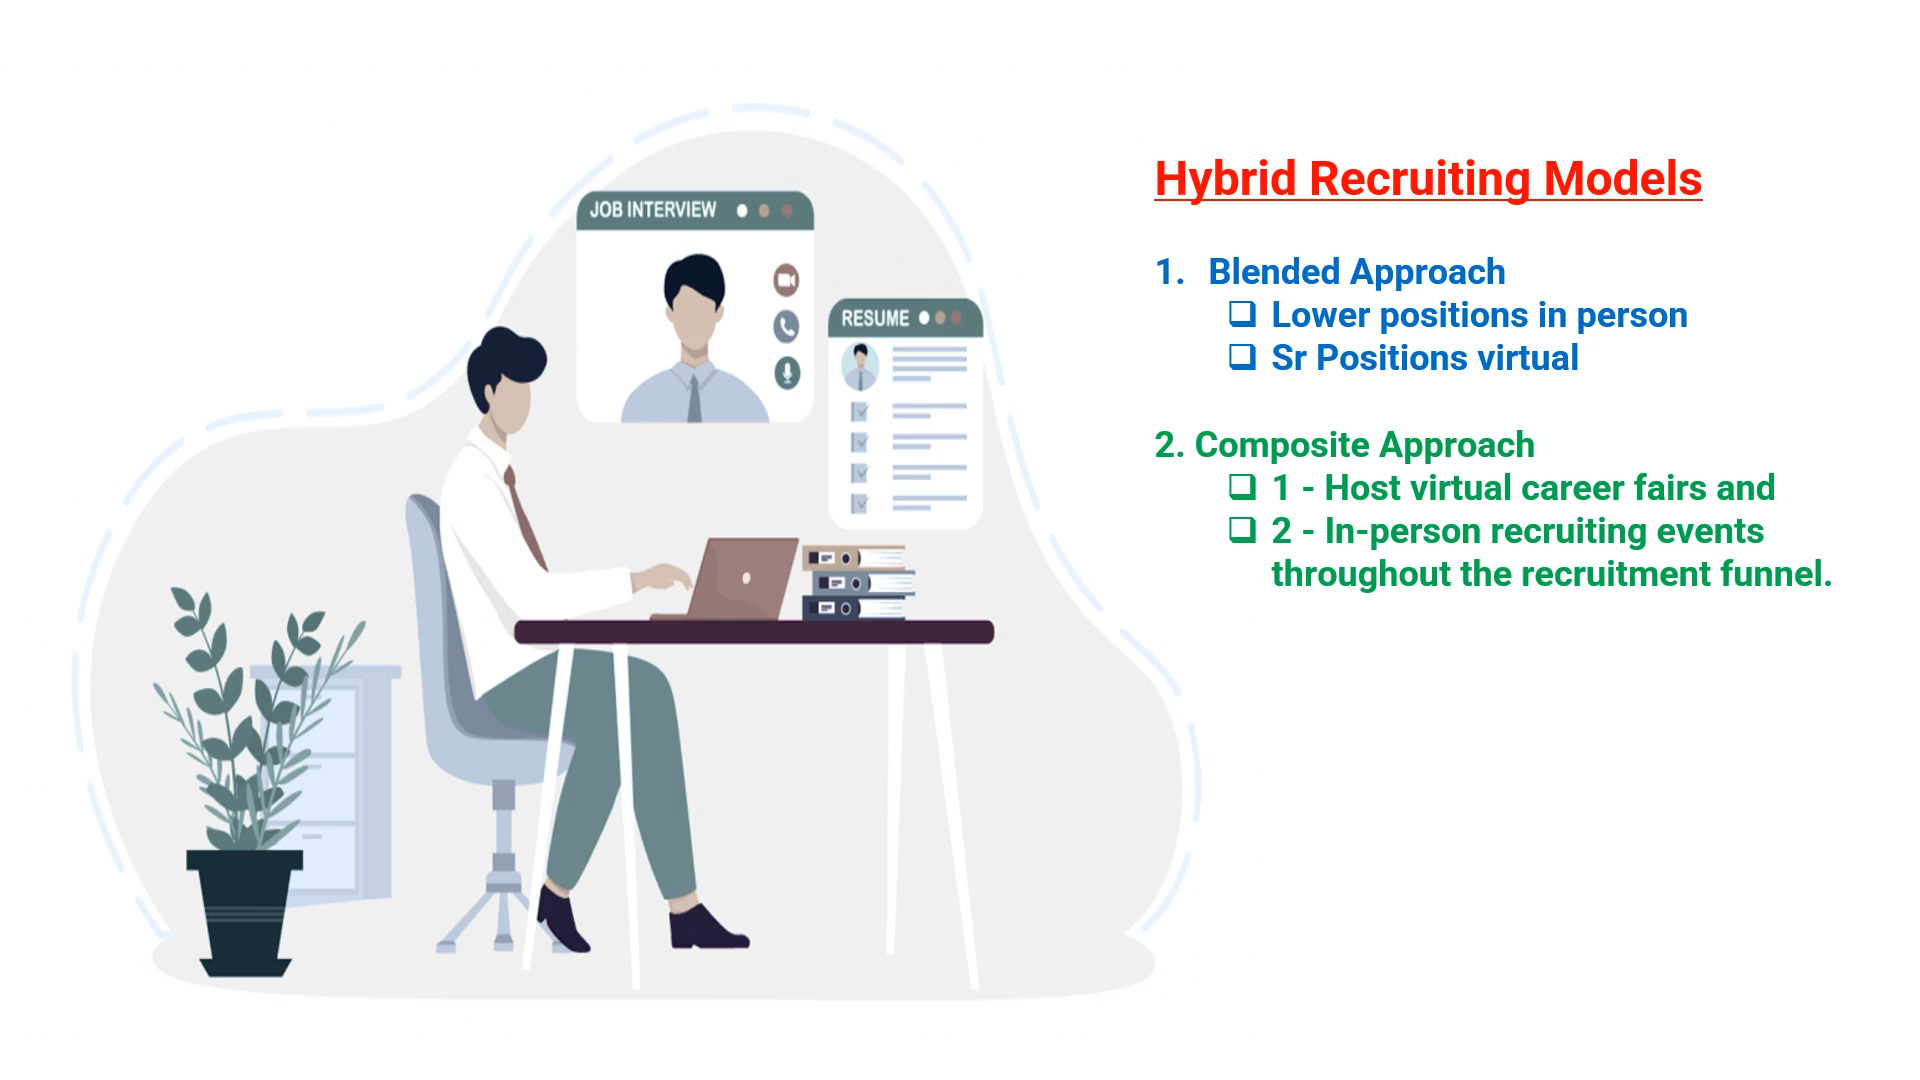 JOB INTERVIEW
RESUME
Hybrid Recruiting Models
1. Blended Approach
❑ Lower positions in person
❑ Sr Positions virtual
2. Composite Approach
❑ 1 - Host virtual career fairs and
❑ 2 - In-person recruiting events
throughout the recruitment funnel.